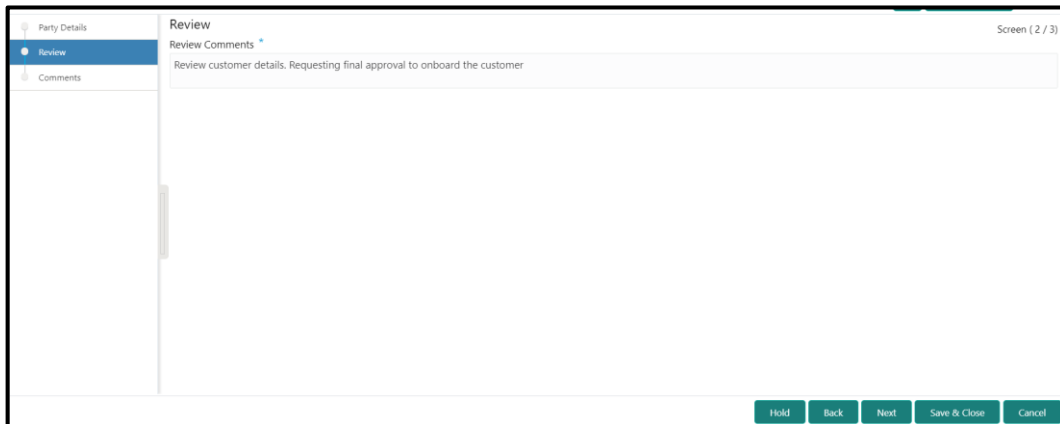 Party Details
Review
Comments
Review
Screen ( 2 / 3)
Review Comments *
Review customer details. Requesting final approval to onboard the customer
Hold
Back
Next
Save & Close
Cancel